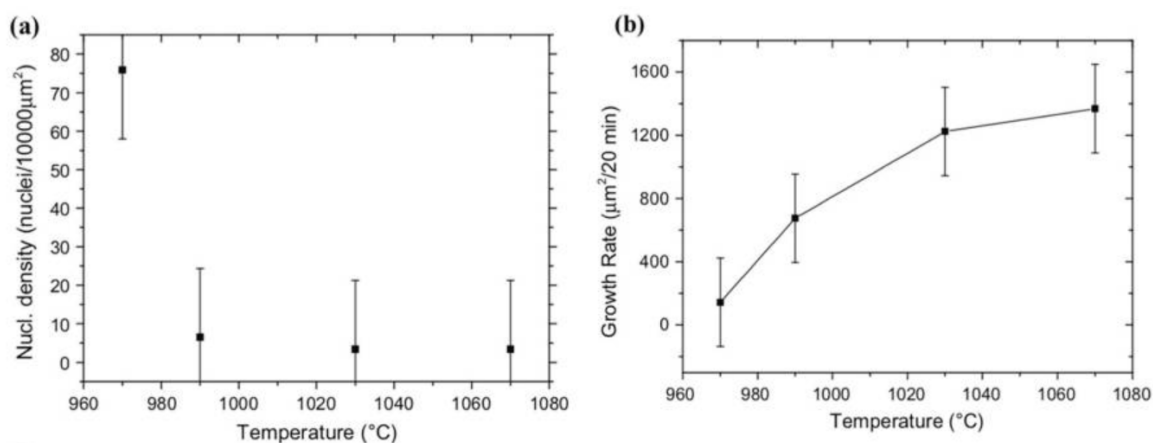 (a)
Nucl. density (nuclei/10000μm²)
80
70
60
50
40
30
20
10
0
960 980 1000 1020 1040 1060 1080
Temperature (°C)
(b)
Growth Rate (μm²/20 min)
1600
1200
800
400
0
960 980 1000 1020 1040 1060 1080
Temperature (°C)